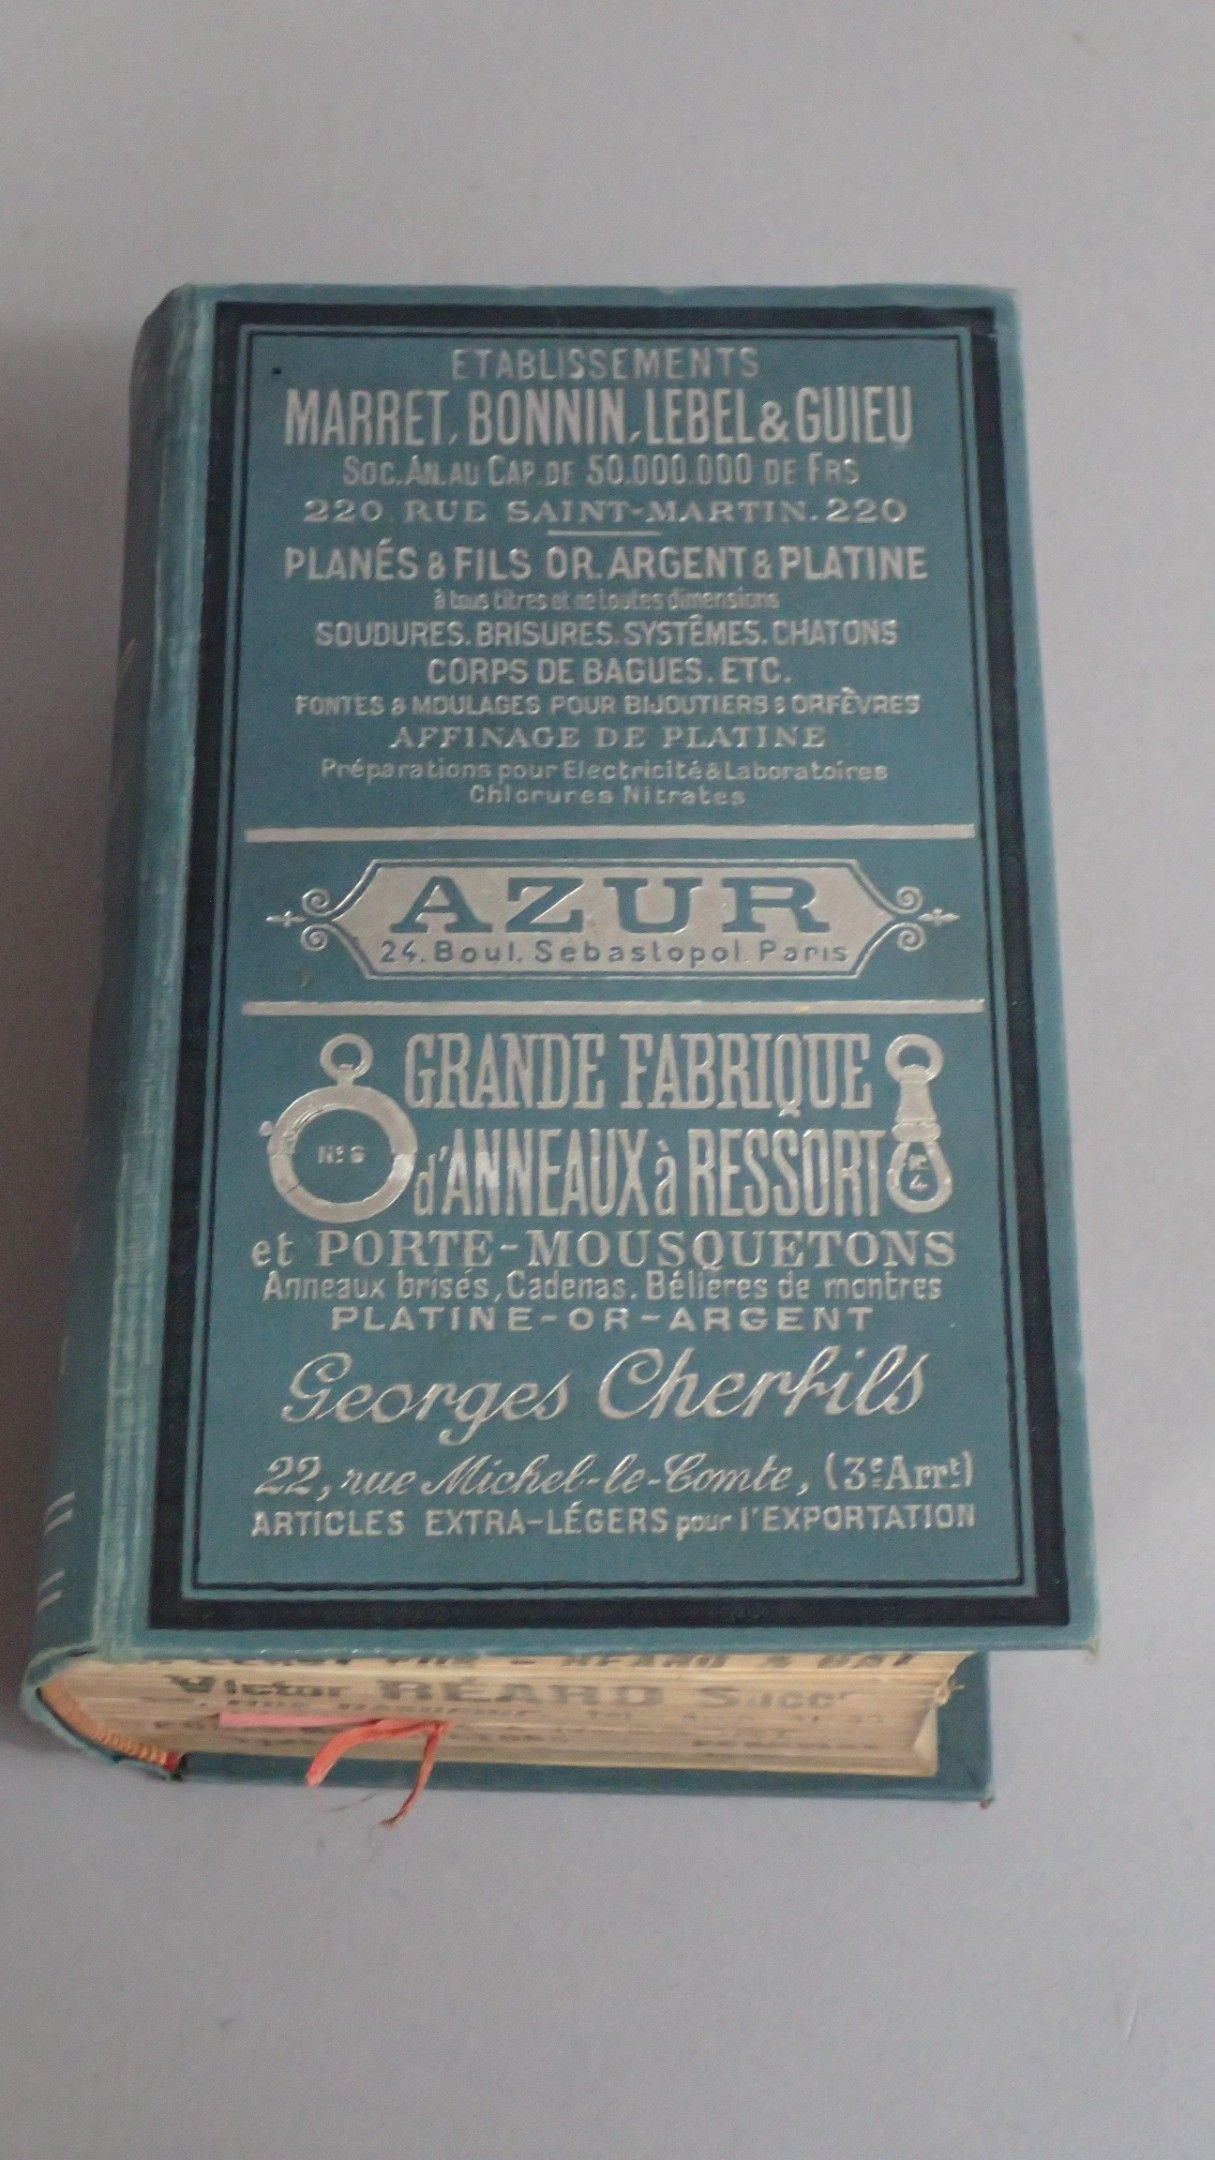 ETABLISSEMENTS
MARRET, BONNIN, LEBEL & GUIEU
SOC. AN. AU CAP. DE 50.000.000 DE FRS
220. RUE SAINT-MARTIN. 220
PLANÉS & FILS OR. ARGENT & PLATINE
à tous titres et de toutes dimensions
SOUDURES. BRISURES. SYSTÊMES. CHATONS
CORPS DE BAGUES. ETC.
FONTES & MOULAGES POUR BIJOUTIERS & ORFÈVRES
AFFINAGE DE PLATINE
Préparations pour Electricité & Laboratoires
Chlorures Nitrates
AZUR
24. Boul. Sébastopol. Paris
GRANDE FABRIQUE
d'ANNEAUX à RESSORT
No 6
No 4
et PORTE-MOUSQUETONS
Anneaux brisés, Cadenas. Bélières de montres
PLATINE-OR-ARGENT
Georges Cherfils
22, rue Michel-le-Comte, (3e Arrt)
ARTICLES EXTRA-LÉGERS pour l'EXPORTATION
Victor RÉARD Succr